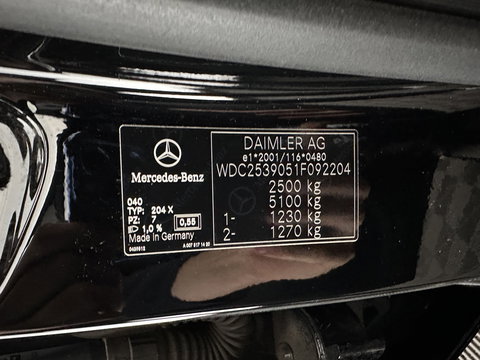 DAIMLER AG
e1*2001/116*0480
WDC2539051F092204
2500 kg
5100 kg
1- 1230 kg
2- 1270 kg
Mercedes-Benz
040
TYP: 204 X
PZ: 7 0,55
1,0 %
Made in Germany